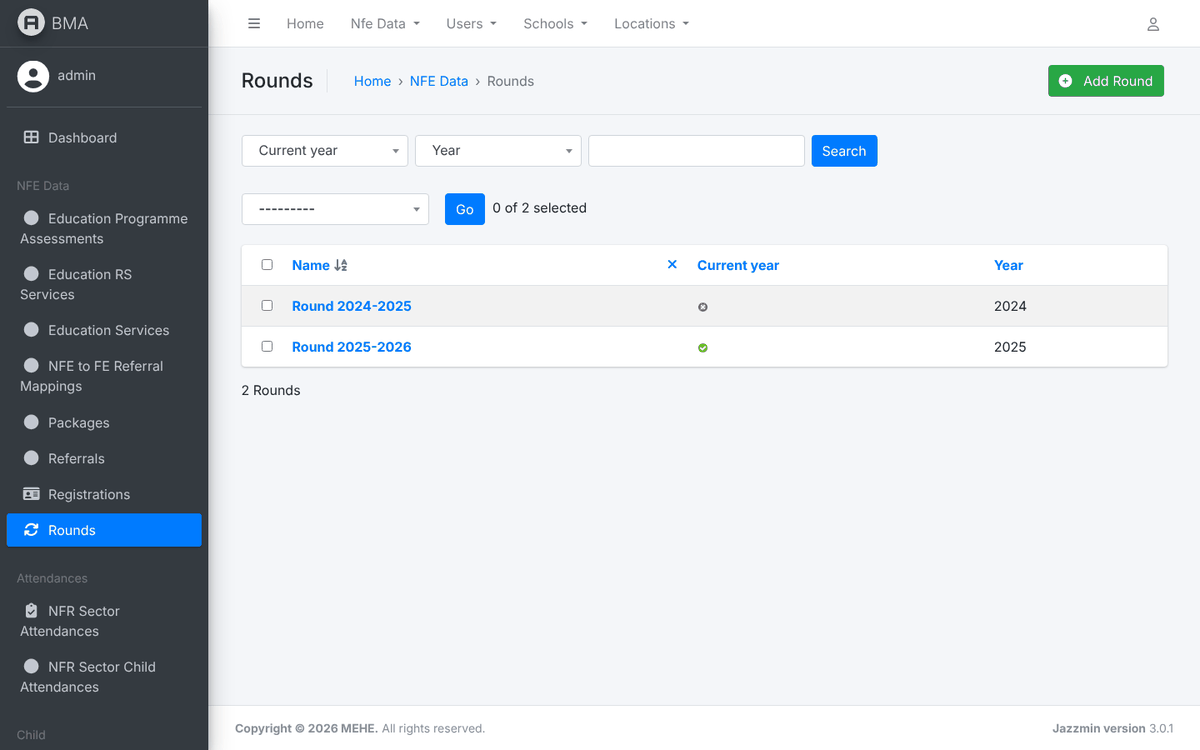 BMA
Home
Nfe Data
Users
Schools
Locations
admin
Rounds
Home › NFE Data › Rounds
Add Round
Dashboard
NFE Data
Education Programme
Assessments
Education RS
Services
Education Services
NFE to FE Referral
Mappings
Packages
Referrals
Registrations
Rounds
Attendances
NFR Sector
Attendances
NFR Sector Child
Attendances
Child
Current year
Year
Search
---------
Go
0 of 2 selected
Name
Current year
Year
Round 2024-2025
2024
Round 2025-2026
2025
2 Rounds
Copyright © 2026 MEHE. All rights reserved.
Jazzmin version 3.0.1